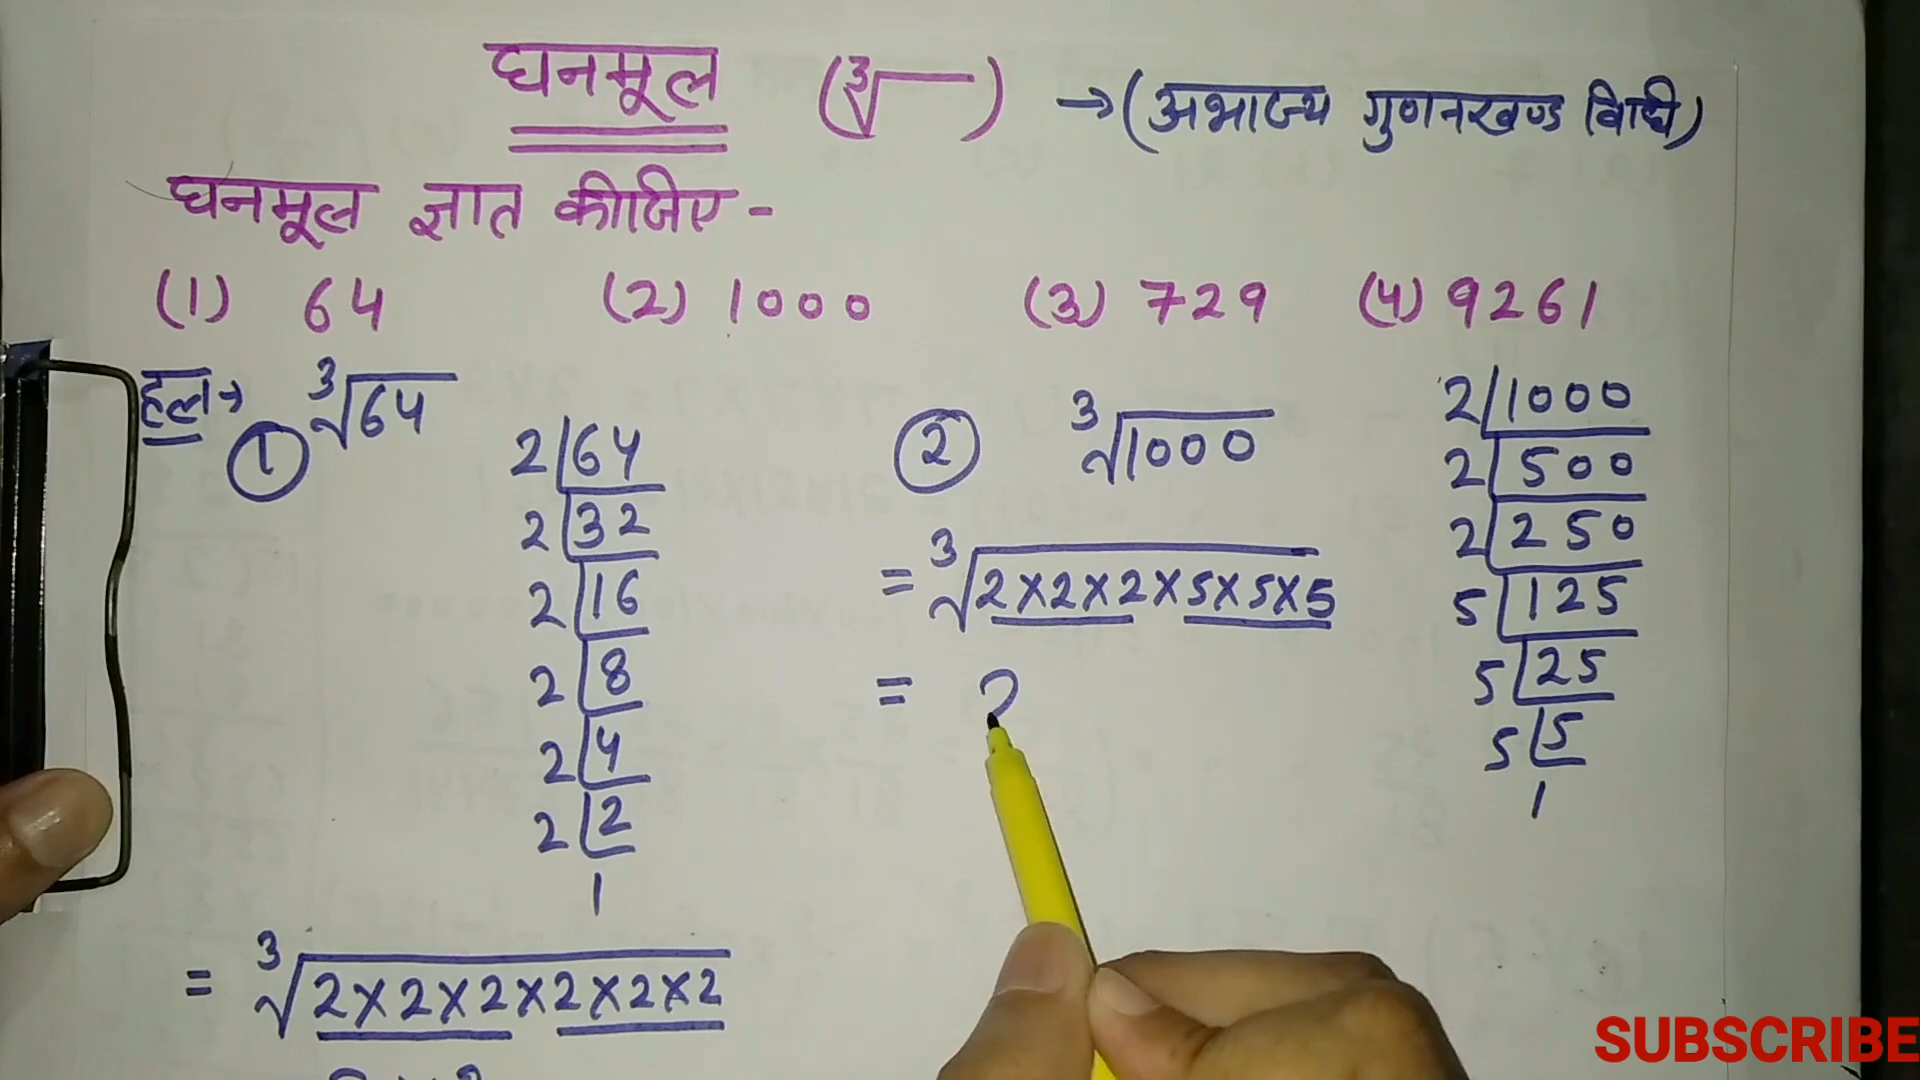 घनमूल (∛‾) → (अभाज्य गुणनखण्ड विधि)
घनमूल ज्ञात कीजिए -
(1) 64 (2) 1000 (3) 729 (4) 9261
हल→
① ∛64
2 | 64
2 | 32
2 | 16
2 | 8
2 | 4
2 | 2
1
= ∛2×2×2×2×2×2
② ∛1000
= ∛2×2×2×5×5×5
= 2
2 | 1000
2 | 500
2 | 250
5 | 125
5 | 25
5 | 5
1
SUBSCRIBE